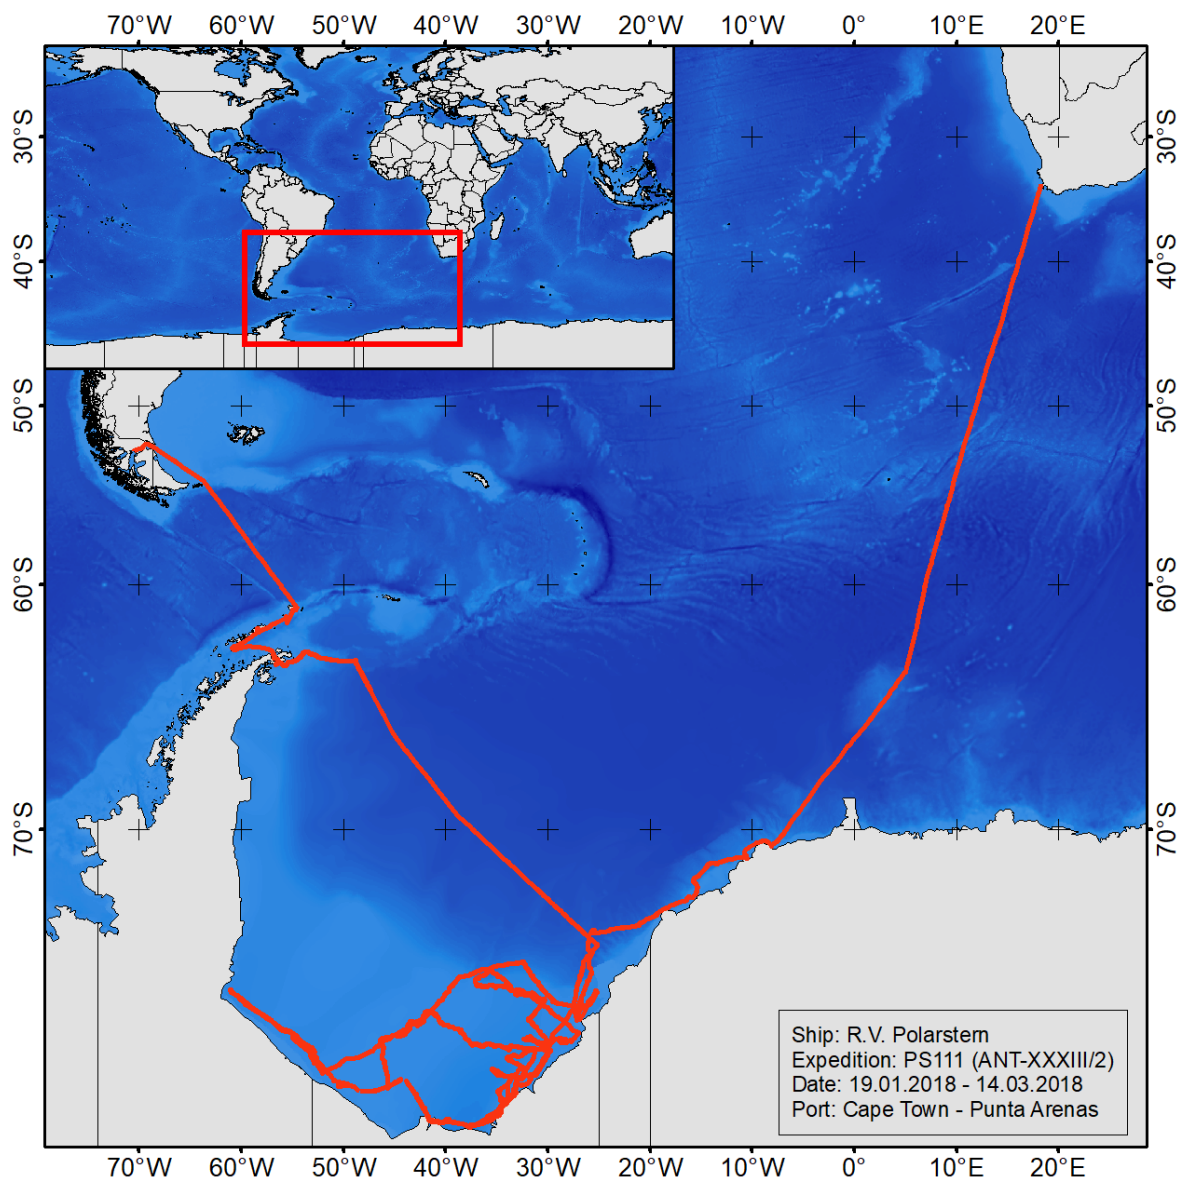 70°W 60°W 50°W 40°W 30°W 20°W 10°W 0° 10°E 20°E
30°S 30°S
40°S 40°S
50°S 50°S
60°S 60°S
70°S 70°S
Ship: R.V. Polarstern
Expedition: PS111 (ANT-XXXIII/2)
Date: 19.01.2018 - 14.03.2018
Port: Cape Town - Punta Arenas
70°W 60°W 50°W 40°W 30°W 20°W 10°W 0° 10°E 20°E